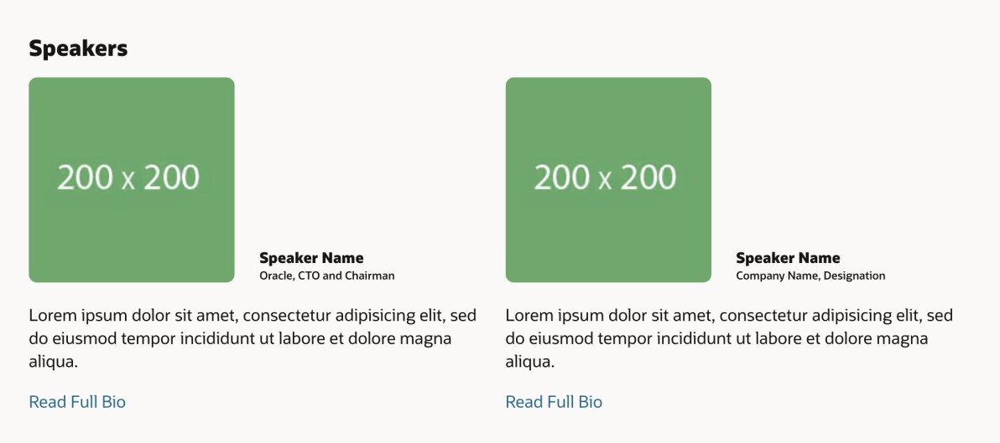 Speakers
200 x 200
Speaker Name
Oracle, CTO and Chairman
Lorem ipsum dolor sit amet, consectetur adipisicing elit, sed
do eiusmod tempor incididunt ut labore et dolore magna
aliqua.
Read Full Bio
200 x 200
Speaker Name
Company Name, Designation
Lorem ipsum dolor sit amet, consectetur adipisicing elit, sed
do eiusmod tempor incididunt ut labore et dolore magna
aliqua.
Read Full Bio